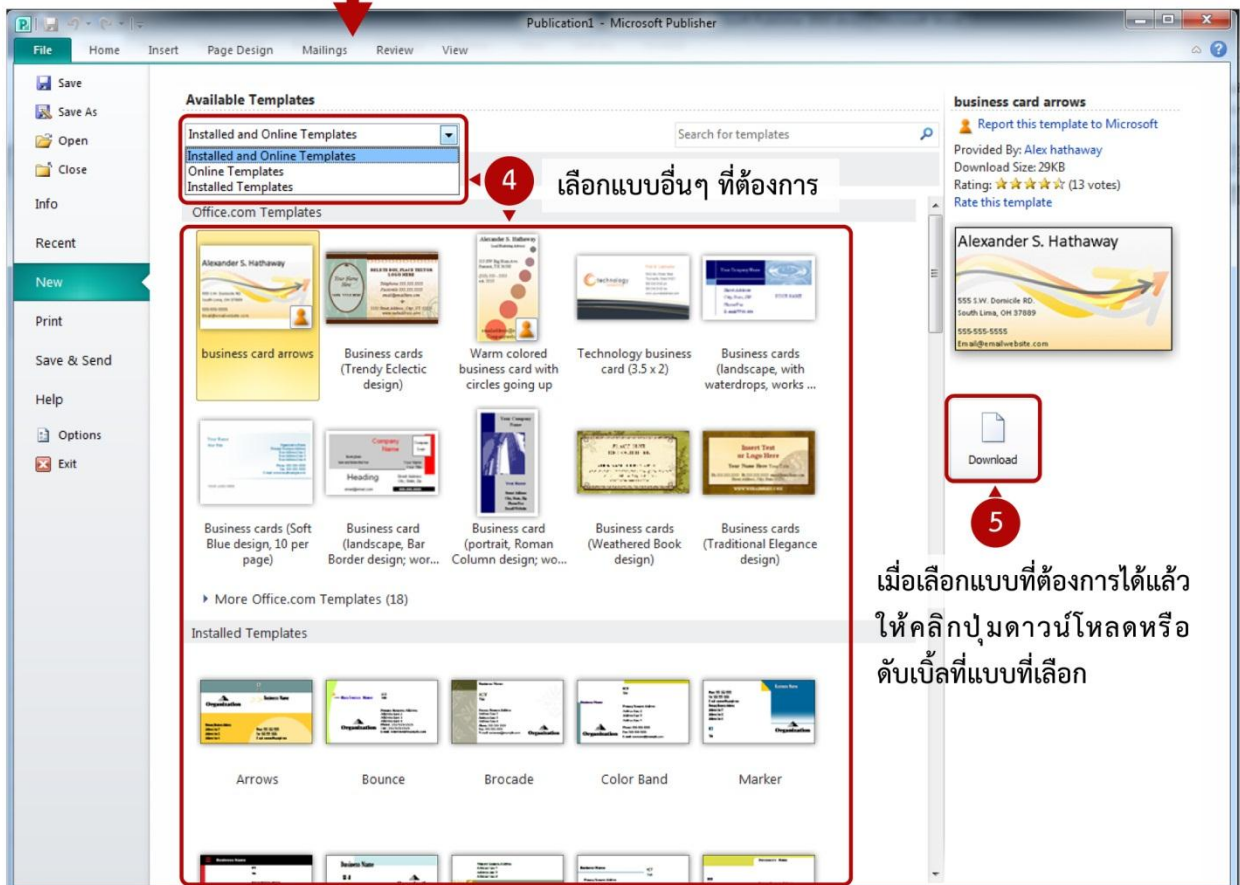 Publication1 - Microsoft Publisher
File Home Insert Page Design Mailings Review View
Save
Save As
Open
Close
Info
Recent
New
Print
Save & Send
Help
Options
Exit
Available Templates
Installed and Online Templates
Search for templates
Installed and Online Templates
Online Templates
Installed Templates
4
เลือกแบบอื่นๆ ที่ต้องการ
Office.com Templates
Alexander S. Hathaway
business card arrows
Business cards
(Trendy Eclectic
design)
Warm colored
business card with
circles going up
Technology business
card (3.5 x 2)
Business cards
(landscape, with
waterdrops, works ...
Business cards (Soft
Blue design, 10 per
page)
Company
Name
Heading
Business card
(landscape, Bar
Border design; wor...
Business card
(portrait, Roman
Column design; wo...
Business cards
(Weathered Book
design)
Insert Text
or Logo Here
Business cards
(Traditional Elegance
design)
More Office.com Templates (18)
Installed Templates
Arrows
Bounce
Brocade
Color Band
Marker
business card arrows
Report this template to Microsoft
Provided By: Alex hathaway
Download Size: 29KB
Rating: (13 votes)
Rate this template
Alexander S. Hathaway
555 S.W. Domicile RD.
South Lima, OH 37889
555-555-5555
Email@emailwebsite.com
Download
5
เมื่อเลือกแบบที่ต้องการได้แล้ว
ให้คลิกปุ่มดาวน์โหลดหรือ
ดับเบิ้ลที่แบบที่เลือก